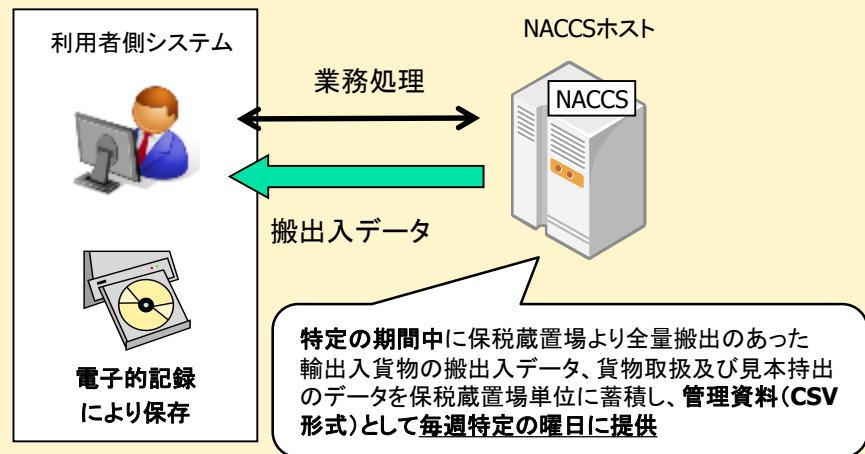 利用者側システム
NACCSホスト
業務処理
NACCS
搬出入データ
電子的記録
により保存
特定の期間中に保税蔵置場より全量搬出のあった
輸出入貨物の搬出入データ、貨物取扱及び見本持出
のデータを保税蔵置場単位に蓄積し、管理資料(CSV
形式)として毎週特定の曜日に提供